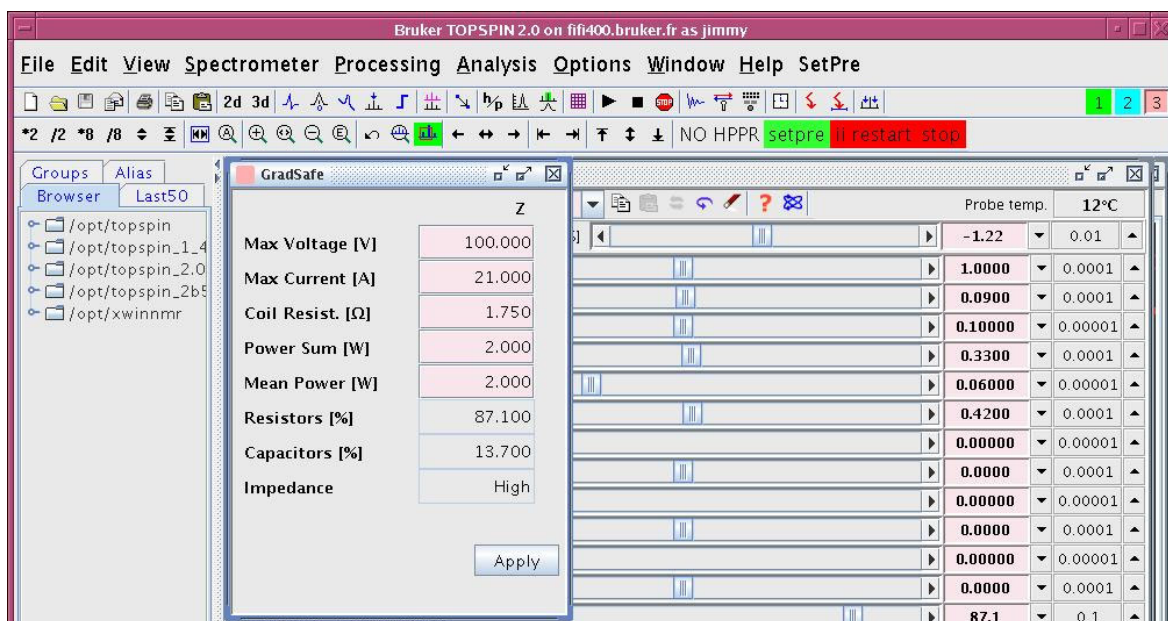 Bruker TOPSPIN 2.0 on fifi400.bruker.fr as jimmy
File Edit View Spectrometer Processing Analysis Options Window Help SetPre
2d 3d 1 2 3
*2 /2 *8 /8 NO HPPR setpre ii restart stop
Groups Alias
Browser Last50
/opt/topspin
/opt/topspin_1_4
/opt/topspin_2.0
/opt/topspin_2b5
/opt/xwinnmr
GradSafe
Z
Max Voltage [V] 100.000
Max Current [A] 21.000
Coil Resist. [Ω] 1.750
Power Sum [W] 2.000
Mean Power [W] 2.000
Resistors [%] 87.100
Capacitors [%] 13.700
Impedance High
Apply
Probe temp. 12°C
-1.22 0.01
1.0000 0.0001
0.0900 0.0001
0.10000 0.00001
0.3300 0.0001
0.06000 0.00001
0.4200 0.0001
0.00000 0.00001
0.0000 0.0001
0.00000 0.00001
0.0000 0.0001
0.00000 0.00001
0.0000 0.0001
87.1 0.1